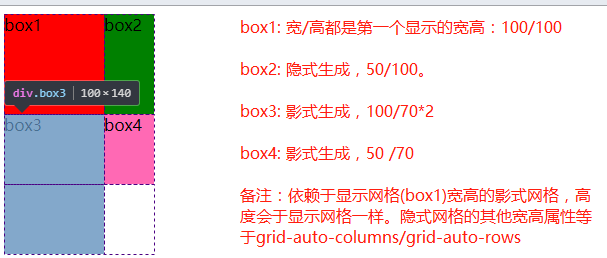 box1
box2
div.box3 100 × 140
box3
box4
box1: 宽/高都是第一个显示的宽高：100/100
box2: 隐式生成，50/100。
box3: 影式生成，100/70*2
box4: 影式生成，50 /70
备注：依赖于显示网格(box1)宽高的影式网格，高
度会于显示网格一样。隐式网格的其他宽高属性等
于grid-auto-columns/grid-auto-rows